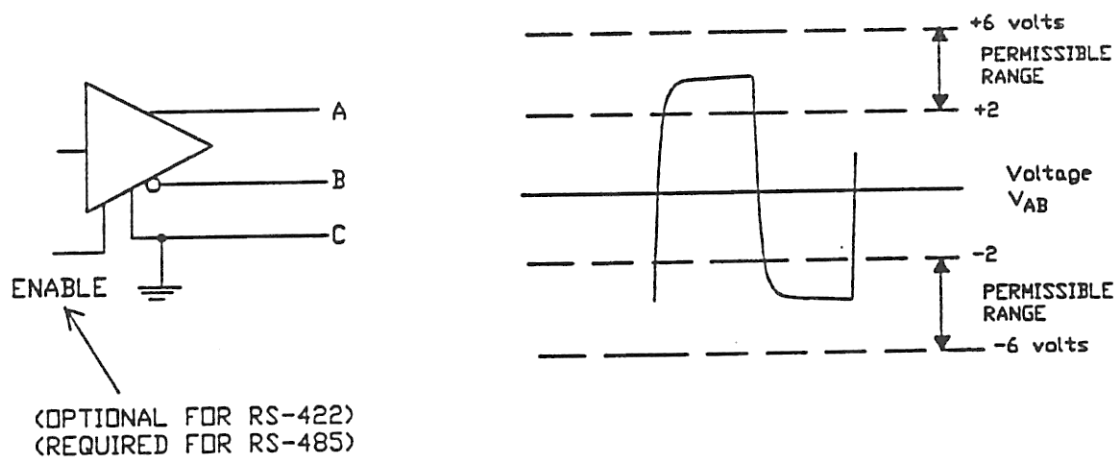 A
B
C
ENABLE
(OPTIONAL FOR RS-422)
(REQUIRED FOR RS-485)
+6 volts
PERMISSIBLE
RANGE
+2
Voltage
VAB
-2
PERMISSIBLE
RANGE
-6 volts